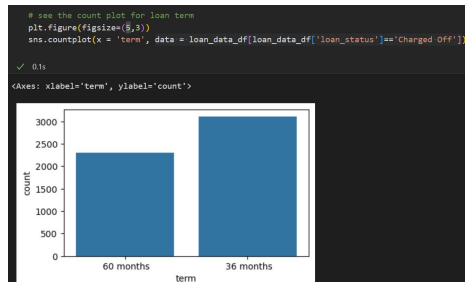 # see the count plot for loan term
plt.figure(figsize=(5,3))
sns.countplot(x = 'term', data = loan_data_df[loan_data_df['loan_status']=='Charged Off'])
✓ 0.1s
<Axes: xlabel='term', ylabel='count'>
3000
2500
2000
1500
1000
500
0
count
60 months 36 months
term